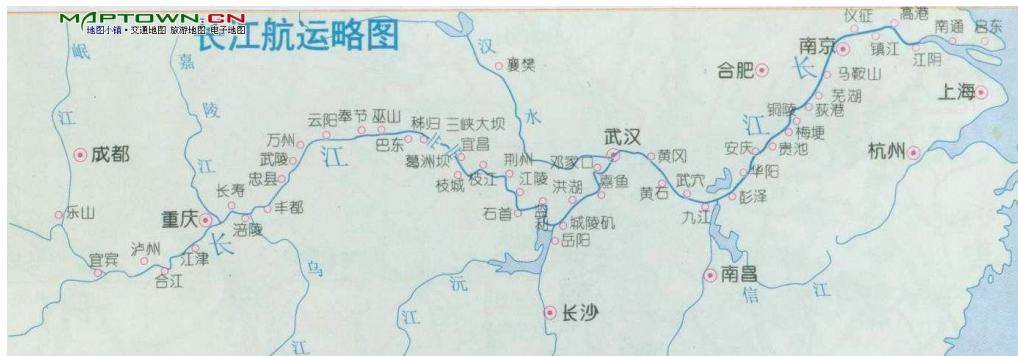 MAPTOWN.CN
地图小镇·交通地图 旅游地图 电子地图
长江航运略图
岷
江
成都
乐山
宜宾
泸州
合江
江津
重庆
嘉
陵
江
长寿
长
涪陵
丰都
忠县
武陵
万州
云阳
奉节
巫山
江
巴东
秭归
三峡大坝
葛洲坝
宜昌
枝城
枝江
荆州
江陵
石首
监利
洪湖
城陵矶
岳阳
嘉鱼
邓家口
武汉
汉
水
襄樊
黄冈
黄石
武穴
九江
彭泽
华阳
安庆
贵池
梅埂
铜陵
荻港
芜湖
马鞍山
江
长
合肥
南京
仪征
镇江
高港
江阴
南通
启东
上海
杭州
南昌
信
江
长沙
沅
江
乌
江